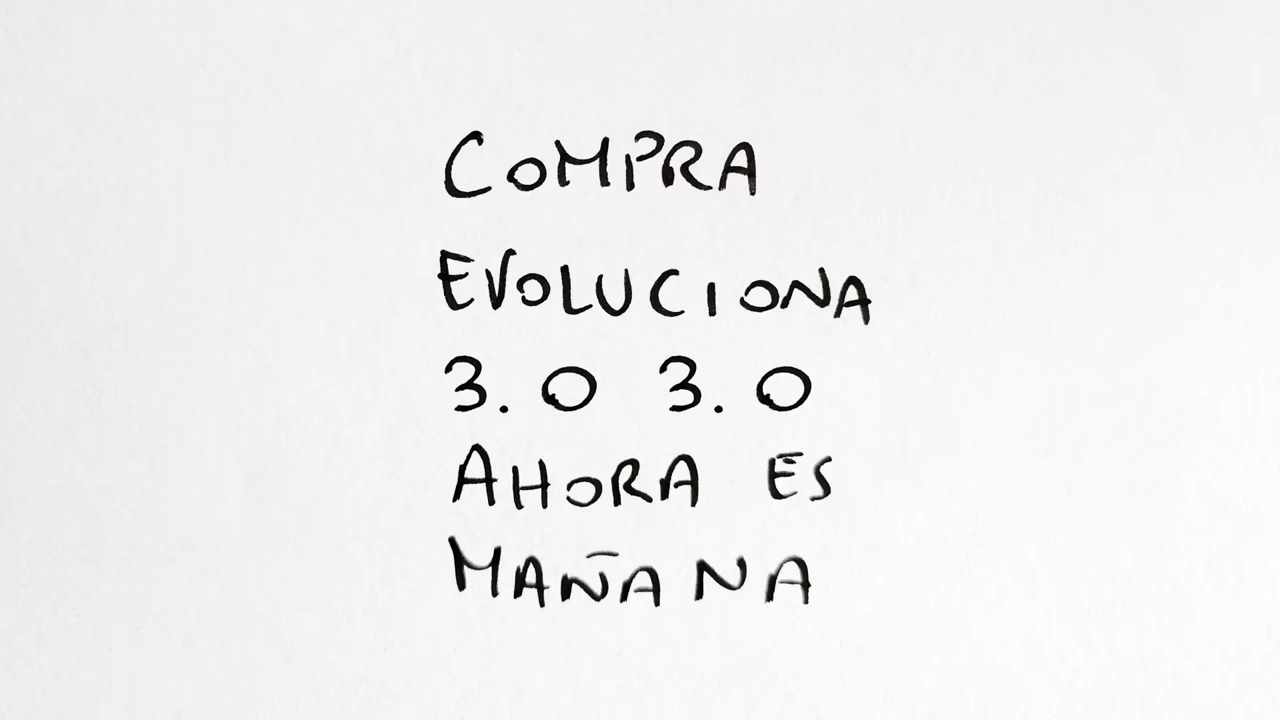 COMPRA
EVOLUCIONA
3.0 3.0
AHORA ES
MAÑANA